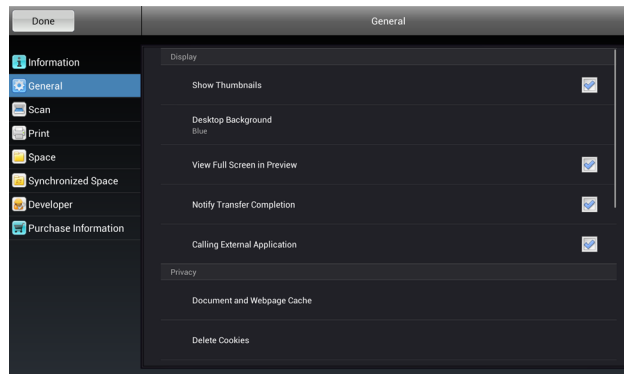 Done
General
Information
General
Scan
Print
Space
Synchronized Space
Developer
Purchase Information
Display
Show Thumbnails
Desktop Background
Blue
View Full Screen in Preview
Notify Transfer Completion
Calling External Application
Privacy
Document and Webpage Cache
Delete Cookies